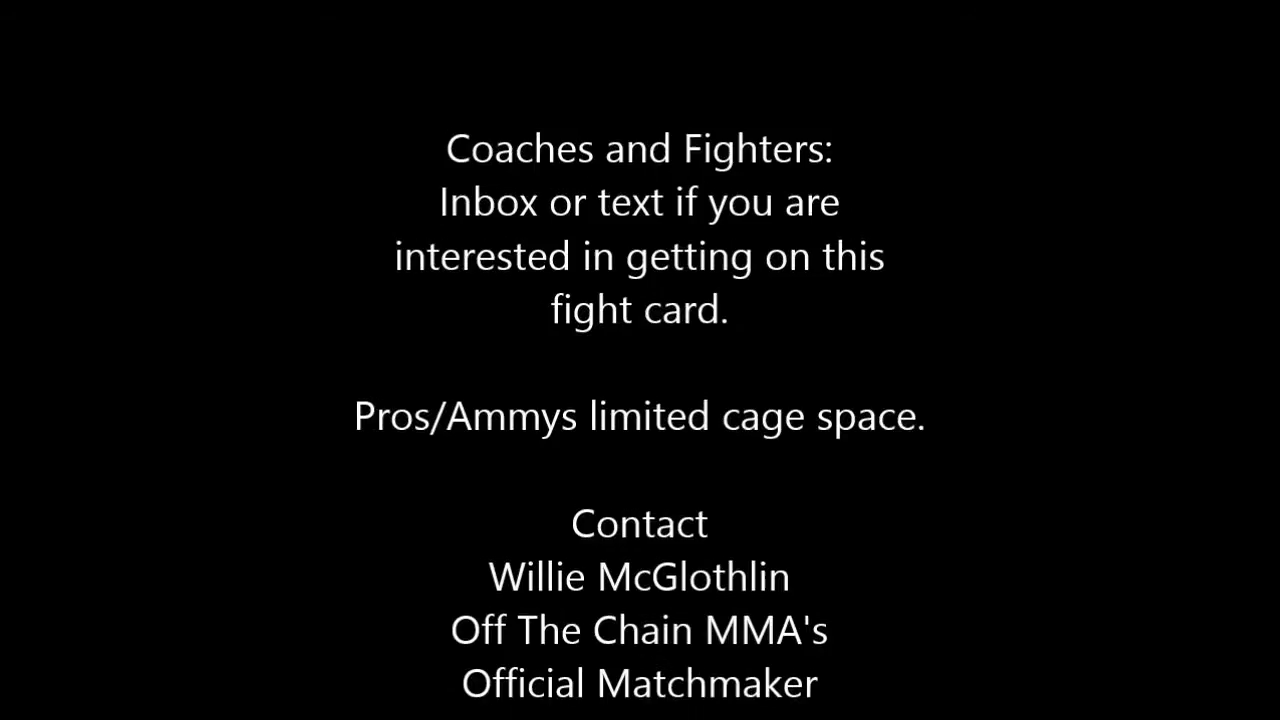 Coaches and Fighters:
Inbox or text if you are
interested in getting on this
fight card.
Pros/Ammys limited cage space.
Contact
Willie McGlothlin
Off The Chain MMA's
Official Matchmaker